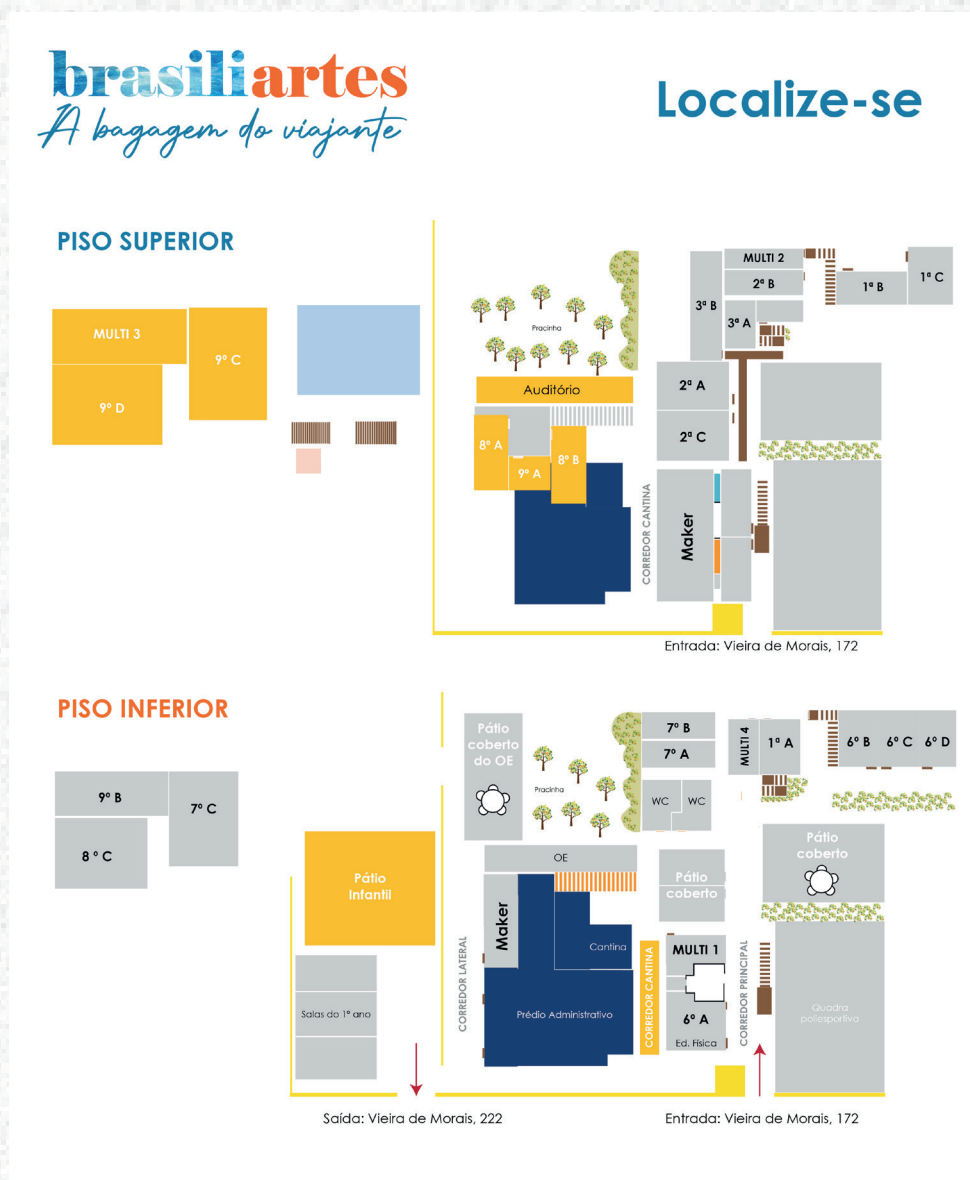 brasiliartes
A bagagem do viajante
Localize-se
PISO SUPERIOR
MULTI 3
9º C
9º D
Pracinha
Auditório
8º A
9º A
8º B
CORREDOR CANTINA
MULTI 2
2ª B
3ª B
3ª A
1ª B
1ª C
2ª A
2ª C
Maker
Entrada: Vieira de Morais, 172
PISO INFERIOR
9º B
7º C
8 º C
Pátio
Infantil
Salas do 1º ano
Pátio
coberto
do OE
Pracinha
7º B
7º A
WC
WC
MULTI 4
1ª A
6º B
6º C
6º D
OE
Maker
Cantina
Prédio Administrativo
CORREDOR LATERAL
CORREDOR CANTINA
Pátio
coberto
MULTI 1
6º A
Ed. Física
CORREDOR PRINCIPAL
Pátio
coberto
Quadra
poliesportiva
Saída: Vieira de Morais, 222
Entrada: Vieira de Morais, 172